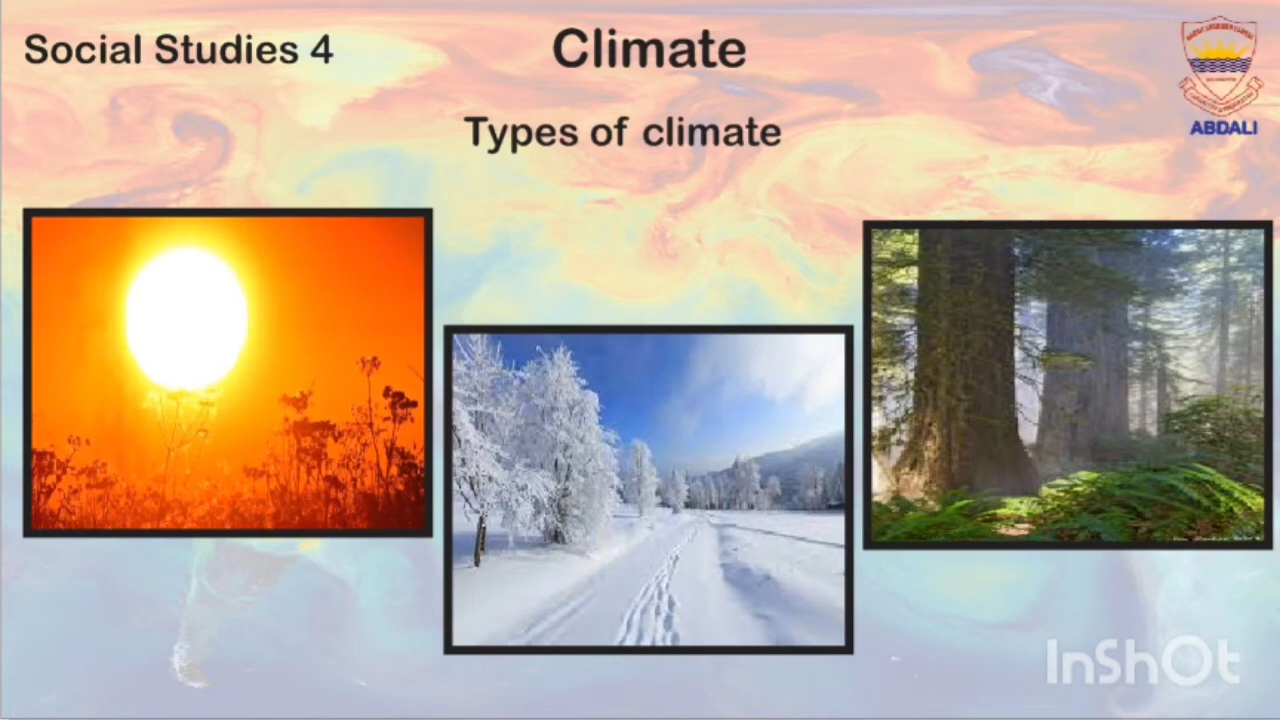 Social Studies 4
Climate
Types of climate
ABDALI
InShOt